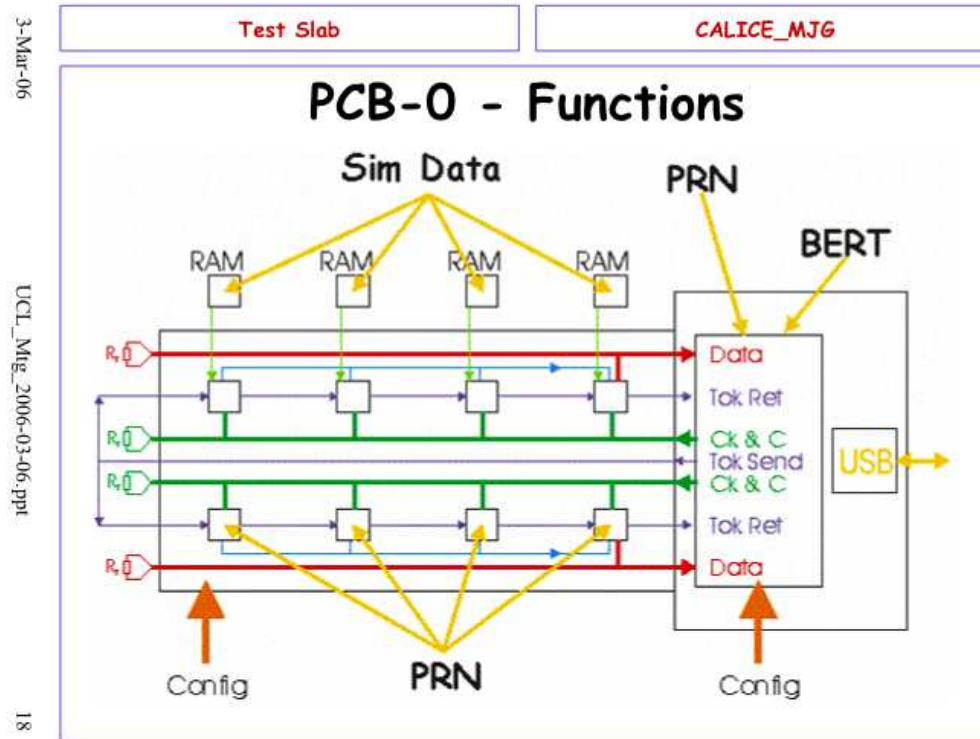 Test Slab
CALICE_MJG
3-Mar-06
UCL_Mtg_2006-03-06.ppt
18
PCB-0 - Functions
Sim Data
PRN
BERT
RAM RAM RAM RAM
Data
Tok Ret
Ck & C
Tok Send
Ck & C
Tok Ret
Data
USB
Config
PRN
Config